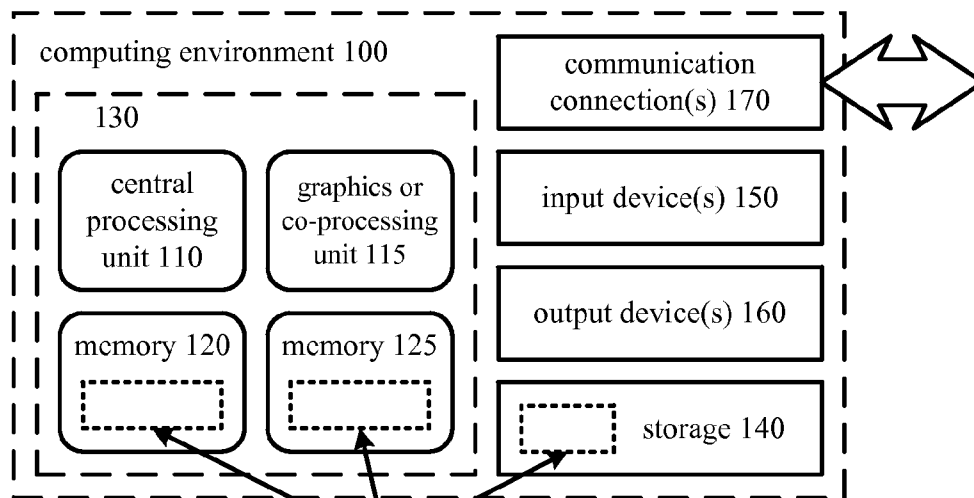 computing environment 100
communication
connection(s) 170
130
central
processing
unit 110
graphics or
co-processing
unit 115
input device(s) 150
output device(s) 160
memory 120
memory 125
storage 140